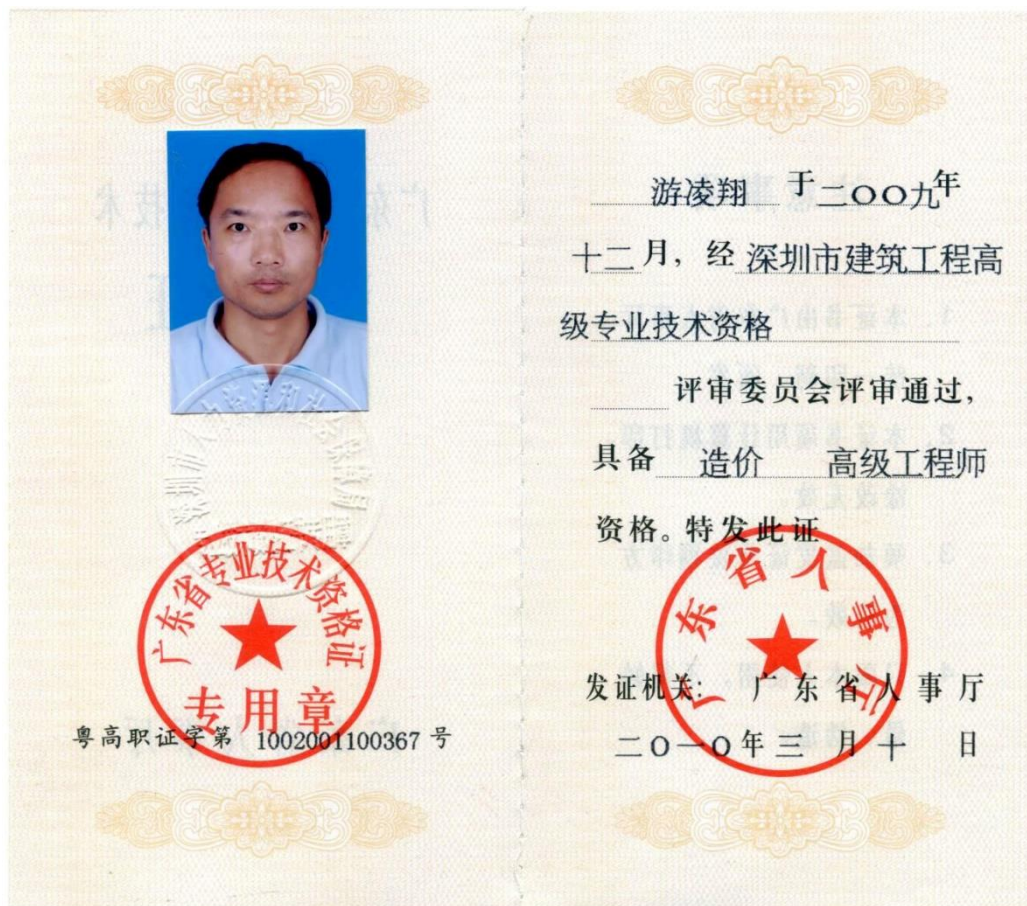 广东省专业技术资格证
专用章
粤高职证字第 1002001100367 号
游凌翔 于二〇〇九年
十二月，经 深圳市建筑工程高
级专业技术资格
评审委员会评审通过，
具备 造价 高级工程师
资格。特发此证
广东省人事厅
发证机关： 广东省人事厅
二〇一〇年三月十日